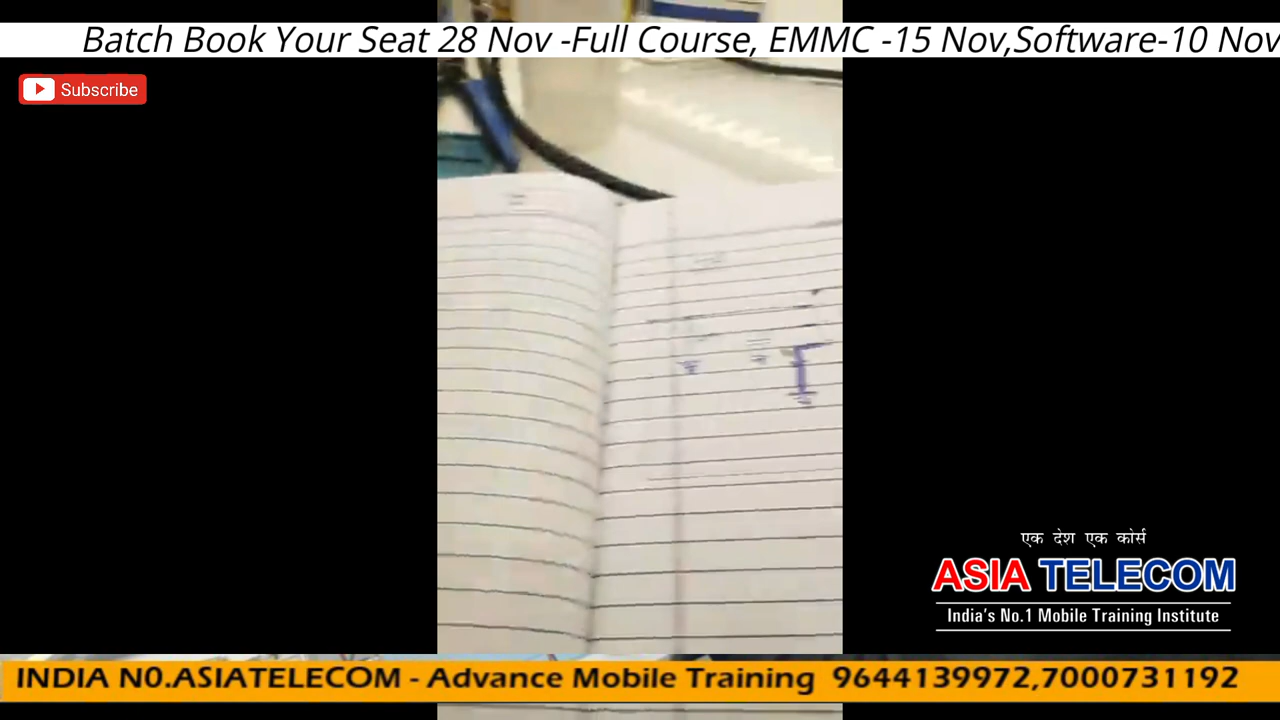 Batch Book Your Seat 28 Nov -Full Course, EMMC -15 Nov,Software-10 Nov
Subscribe
एक देश एक कोर्स
ASIA TELECOM
India's No.1 Mobile Training Institute
INDIA N0.ASIATELECOM - Advance Mobile Training 9644139972,7000731192